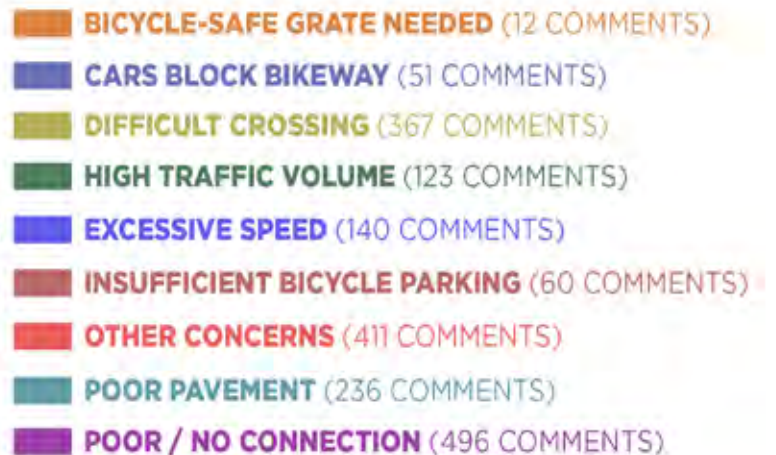 BICYCLE-SAFE GRATE NEEDED (12 COMMENTS)
CARS BLOCK BIKEWAY (51 COMMENTS)
DIFFICULT CROSSING (367 COMMENTS)
HIGH TRAFFIC VOLUME (123 COMMENTS)
EXCESSIVE SPEED (140 COMMENTS)
INSUFFICIENT BICYCLE PARKING (60 COMMENTS)
OTHER CONCERNS (411 COMMENTS)
POOR PAVEMENT (236 COMMENTS)
POOR / NO CONNECTION (496 COMMENTS)